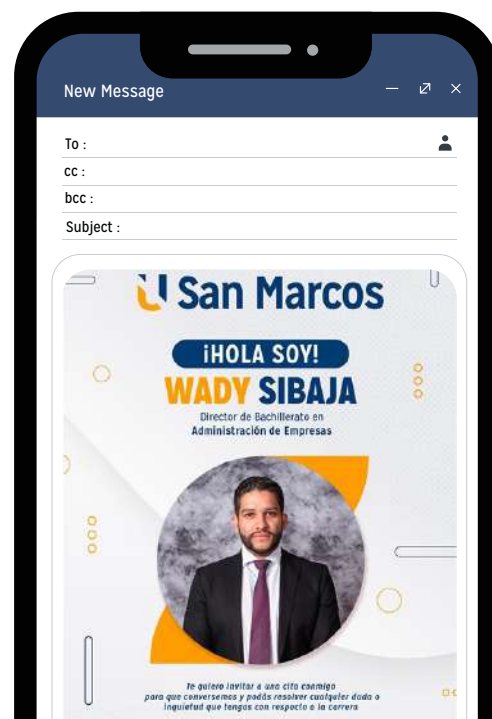 New Message
To :
cc :
bcc :
Subject :
U San Marcos
¡HOLA SOY!
WADY SIBAJA
Director de Bachillerato en
Administración de Empresas
Te quiero invitar a una cita conmigo
para que conversemos y podás resolver cualquier duda o
inquietud que tengas con respecto a la carrera